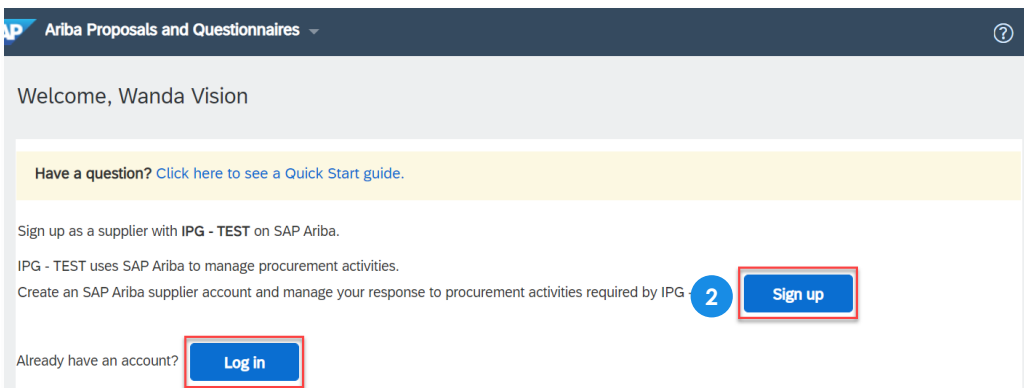 AP Ariba Proposals and Questionnaires ?
Welcome, Wanda Vision
Have a question? Click here to see a Quick Start guide.
Sign up as a supplier with IPG - TEST on SAP Ariba.
IPG - TEST uses SAP Ariba to manage procurement activities.
Create an SAP Ariba supplier account and manage your response to procurement activities required by IPG - 2 Sign up
Already have an account? Log in